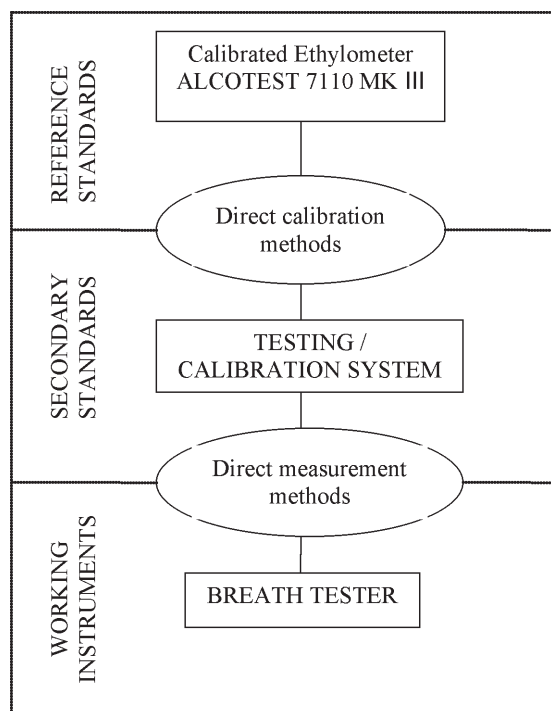 REFERENCE
STANDARDS
Calibrated Ethylometer
ALCOTEST 7110 MK III
Direct calibration
methods
SECONDARY
STANDARDS
TESTING /
CALIBRATION SYSTEM
Direct measurement
methods
WORKING
INSTRUMENTS
BREATH TESTER